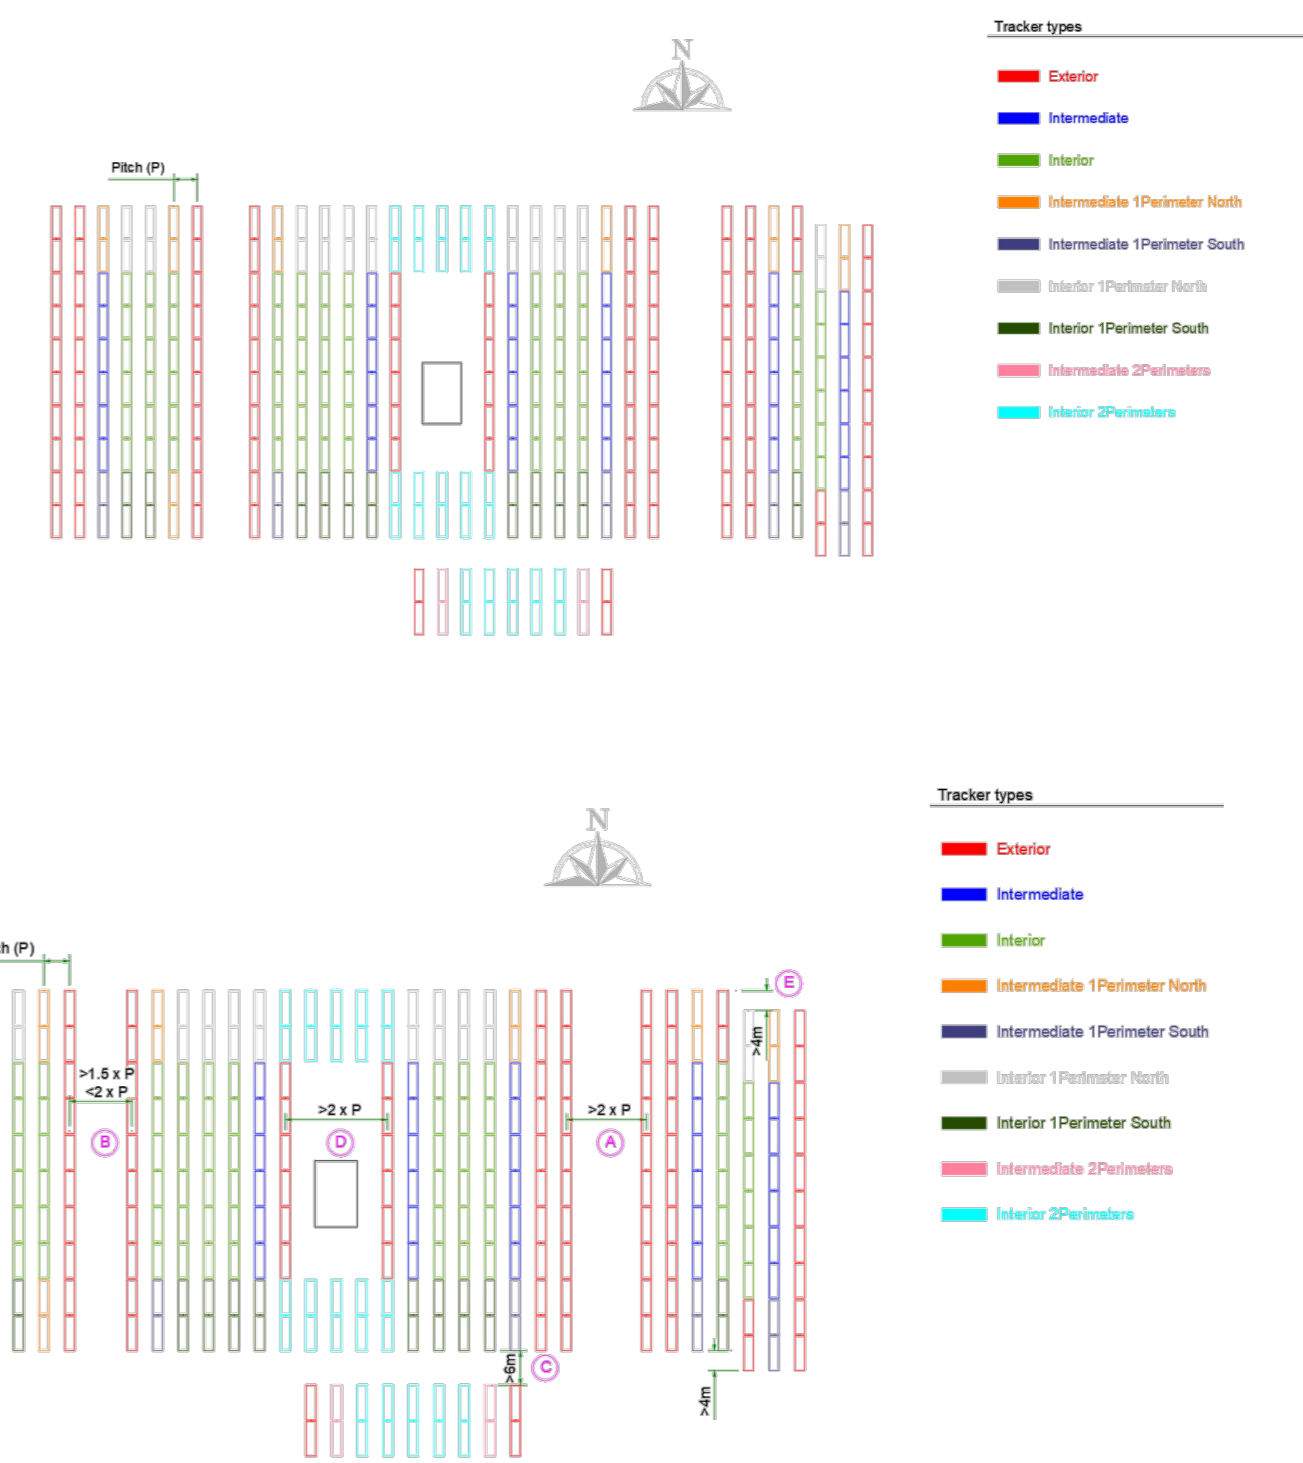 Tracker types
N
Exterior
Intermediate
Interior
Pitch (P)
Intermediate 1Perimeter North
Intermediate 1Perimeter South
Interior 1Perimeter North
Interior 1Perimeter South
Intermediate 2Perimeters
Interior 2Perimeters
Tracker types
N
Exterior
Intermediate
Interior
ch (P)
E
Intermediate 1Perimeter North
Intermediate 1Perimeter South
>4m
>1.5 x P
<2 x P
Interior 1Perimeter North
>2 x P
>2 x P
Interior 1Perimeter South
B
D
A
Intermediate 2Perimeters
Interior 2Perimeters
>6m
C
>4m